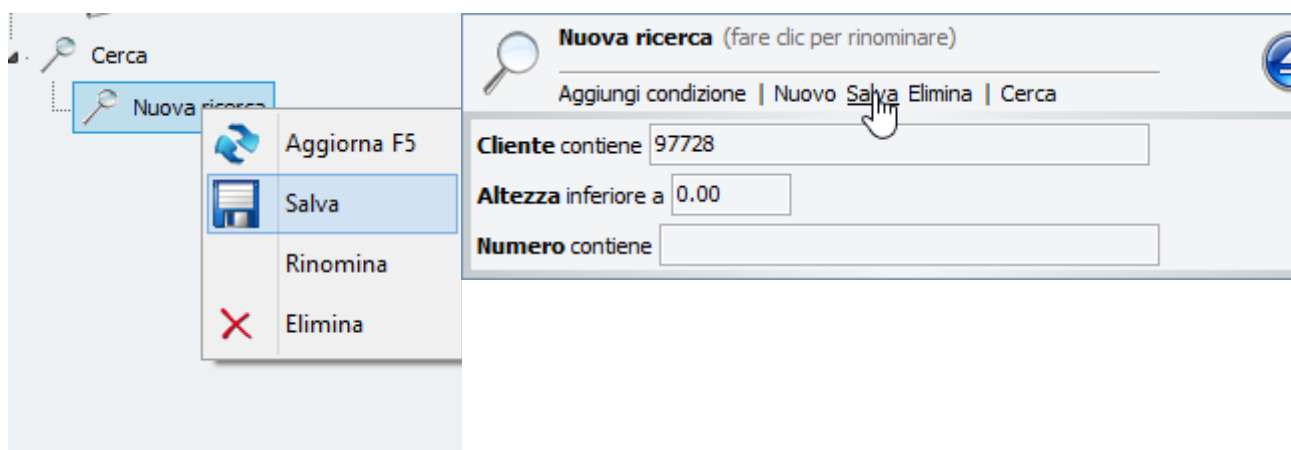 Cerca
Nuova ricerca
Aggiorna F5
Salva
Rinomina
Elimina
Nuova ricerca (fare clic per rinominare)
Aggiungi condizione | Nuovo Salva Elimina | Cerca
Cliente contiene 97728
Altezza inferiore a 0.00
Numero contiene